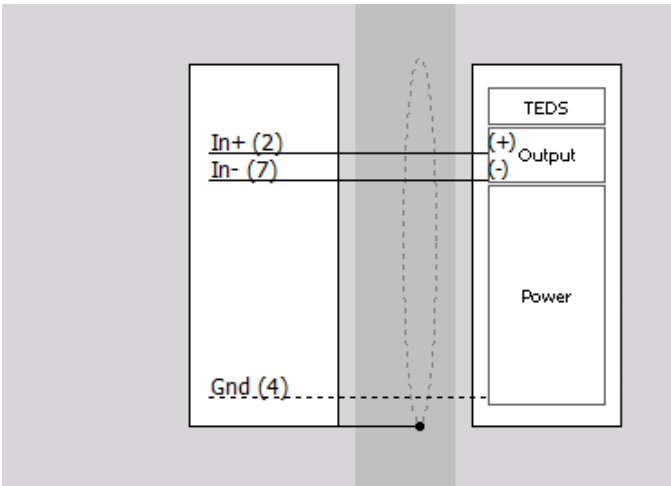 TEDS
In+ (2)
(+)
Output
In- (7)
(-)
Power
Gnd (4)